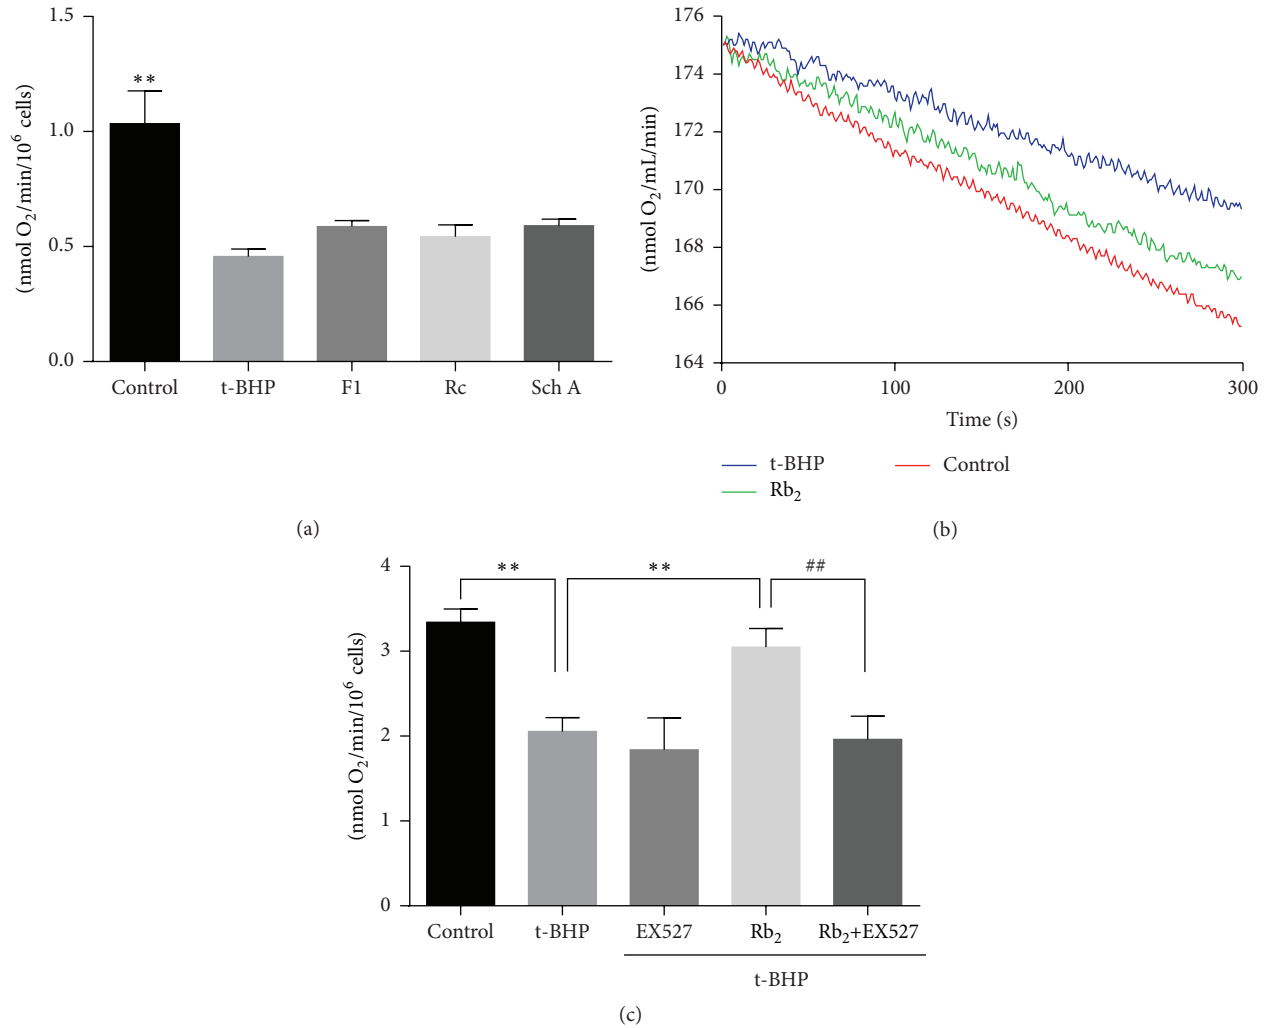 (nmol O2/min/10^6 cells)
1.5
1.0
0.5
0.0
**
Control t-BHP F1 Rc Sch A
(a)
(nmol O2/mL/min)
176
174
172
170
168
166
164
0 100 200 300
Time (s)
t-BHP Control
Rb2
(b)
(nmol O2/min/10^6 cells)
4
3
2
1
0
** ** ##
Control t-BHP EX527 Rb2 Rb2+EX527
t-BHP
(c)